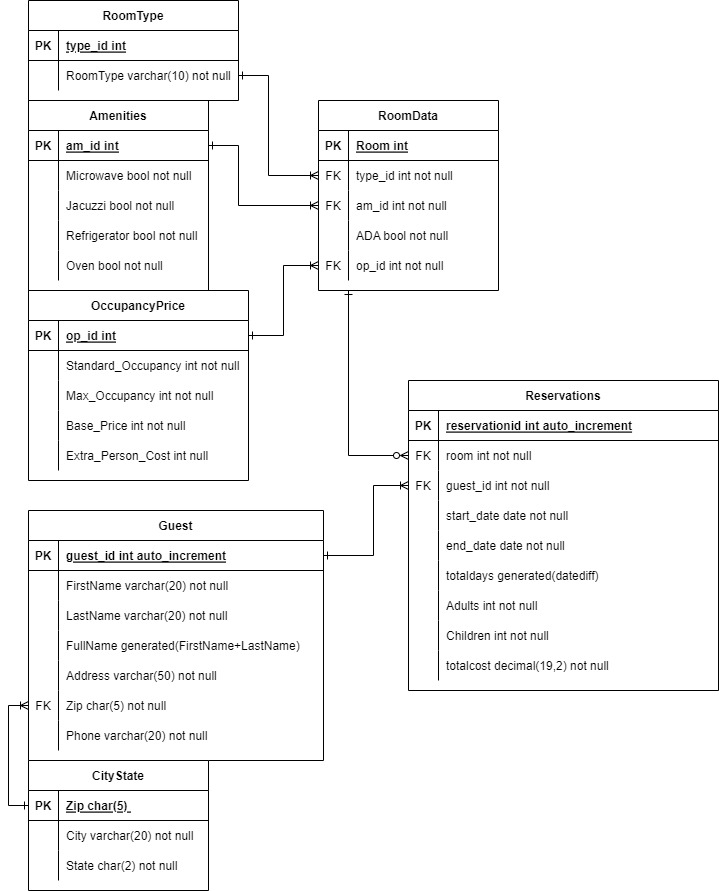 RoomType
PK type_id int
RoomType varchar(10) not null
Amenities
PK am_id int
Microwave bool not null
Jacuzzi bool not null
Refrigerator bool not null
Oven bool not null
OccupancyPrice
PK op_id int
Standard_Occupancy int not null
Max_Occupancy int not null
Base_Price int not null
Extra_Person_Cost int null
RoomData
PK Room int
FK type_id int not null
FK am_id int not null
ADA bool not null
FK op_id int not null
Reservations
PK reservationid int auto_increment
FK room int not null
FK guest_id int not null
start_date date not null
end_date date not null
totaldays generated(datediff)
Adults int not null
Children int not null
totalcost decimal(19,2) not null
Guest
PK guest_id int auto_increment
FirstName varchar(20) not null
LastName varchar(20) not null
FullName generated(FirstName+LastName)
Address varchar(50) not null
FK Zip char(5) not null
Phone varchar(20) not null
CityState
PK Zip char(5)
City varchar(20) not null
State char(2) not null